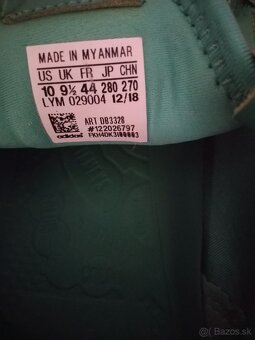 MADE IN MYANMAR
US UK FR JP CHN
10 9½ 44 280 270
LYM 029004 12/18
ART DB3328
#122026797
adidas FKH4DK3I00003
© Bazos.sk